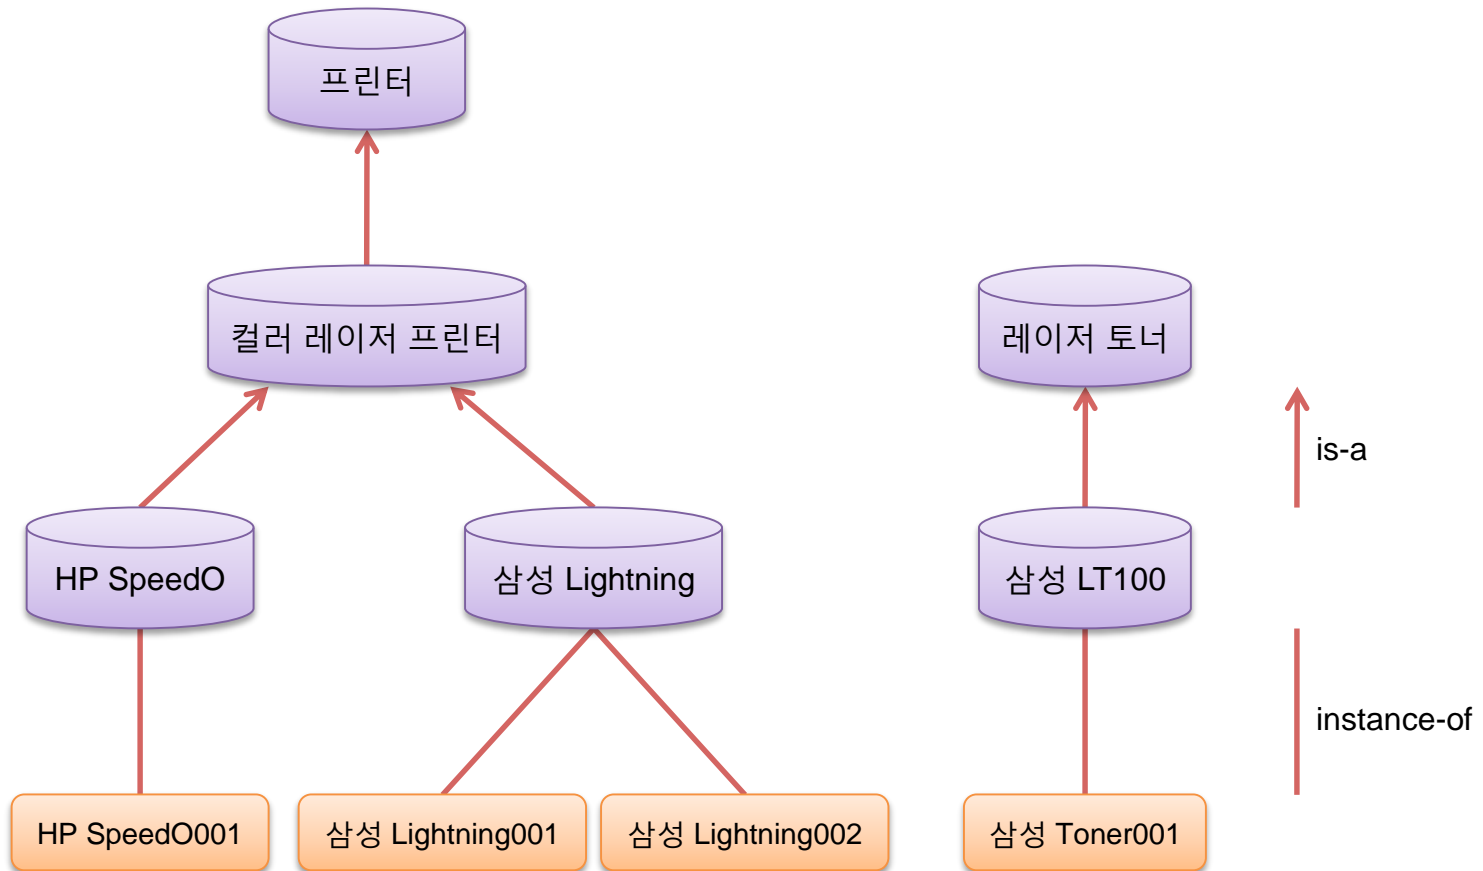 프린터
컬러 레이저 프린터
레이저 토너
is-a
HP SpeedO
삼성 Lightning
삼성 LT100
instance-of
HP SpeedO001
삼성 Lightning001
삼성 Lightning002
삼성 Toner001